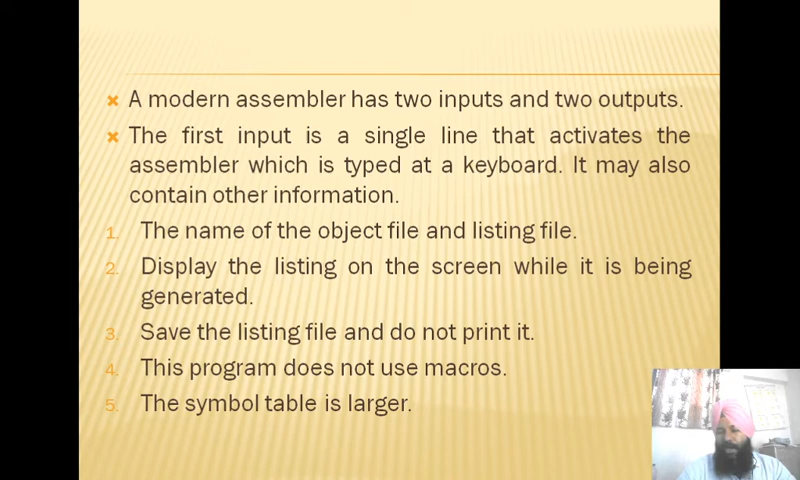 A modern assembler has two inputs and two outputs.
The first input is a single line that activates the
assembler which is typed at a keyboard. It may also
contain other information.
1. The name of the object file and listing file.
2. Display the listing on the screen while it is being
generated.
3. Save the listing file and do not print it.
4. This program does not use macros.
5. The symbol table is larger.